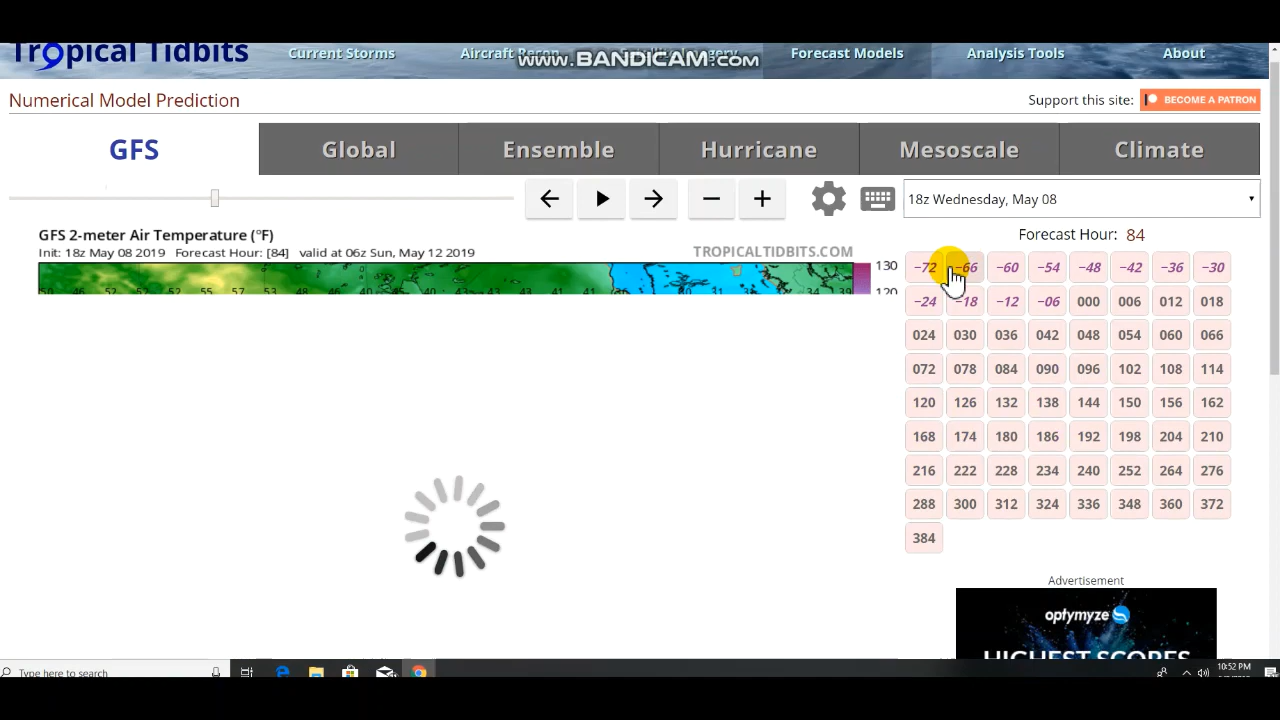 Tropical Tidbits
Current Storms Aircraft Recon Satellite Imagery Forecast Models Analysis Tools About
WWW.BANDICAM.COM
Numerical Model Prediction
Support this site: BECOME A PATRON
GFS Global Ensemble Hurricane Mesoscale Climate
18z Wednesday, May 08
GFS 2-meter Air Temperature (°F)
Init: 18z May 08 2019 Forecast Hour: [84] valid at 06z Sun, May 12 2019 TROPICALTIDBITS.COM
130
120
Forecast Hour: 84
−72 −66 −60 −54 −48 −42 −36 −30
−24 −18 −12 −06 000 006 012 018
024 030 036 042 048 054 060 066
072 078 084 090 096 102 108 114
120 126 132 138 144 150 156 162
168 174 180 186 192 198 204 210
216 222 228 234 240 252 264 276
288 300 312 324 336 348 360 372
384
Advertisement
optymyze
HIGHEST SCORES
Type here to search
10:52 PM